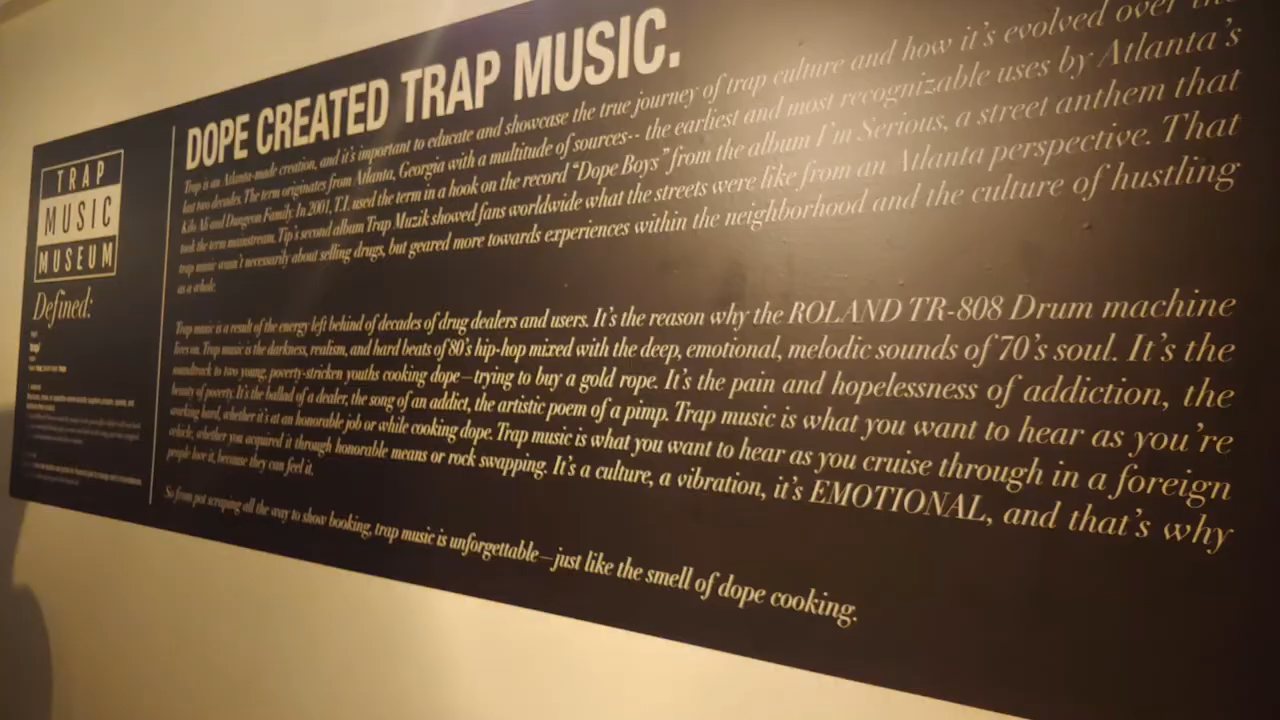 TRAP
MUSIC
MUSEUM
Defined:
DOPE CREATED TRAP MUSIC.
Trap is an Atlanta-made creation, and it's important to educate and showcase the true journey of trap culture and how it's evolved over the
last two decades. The term originates from Atlanta, Georgia with a multitude of sources-- the earliest and most recognizable uses by Atlanta's
Kilo Ali and Dungeon Family. In 2001, T.I. used the term in a hook on the record “Dope Boys” from the album I'm Serious, a street anthem that
took the term mainstream. Tip's second album Trap Muzik showed fans worldwide what the streets were like from an Atlanta perspective. That
trap music wasn't necessarily about selling drugs, but geared more towards experiences within the neighborhood and the culture of hustling
as a whole.
Trap music is a result of the energy left behind of decades of drug dealers and users. It's the reason why the ROLAND TR-808 Drum machine
lives on. Trap music is the darkness, realism, and hard beats of 80's hip-hop mixed with the deep, emotional, melodic sounds of 70's soul. It's the
soundtrack to two young, poverty-stricken youths cooking dope—trying to buy a gold rope. It's the pain and hopelessness of addiction, the
beauty of poverty. It's the ballad of a dealer, the song of an addict, the artistic poem of a pimp. Trap music is what you want to hear as you're
working hard, whether it's at an honorable job or while cooking dope. Trap music is what you want to hear as you cruise through in a foreign
vehicle, whether you acquired it through honorable means or rock swapping. It's a culture, a vibration, it's EMOTIONAL, and that's why
people love it, because they can feel it.
So from pot scraping all the way to show booking, trap music is unforgettable—just like the smell of dope cooking.